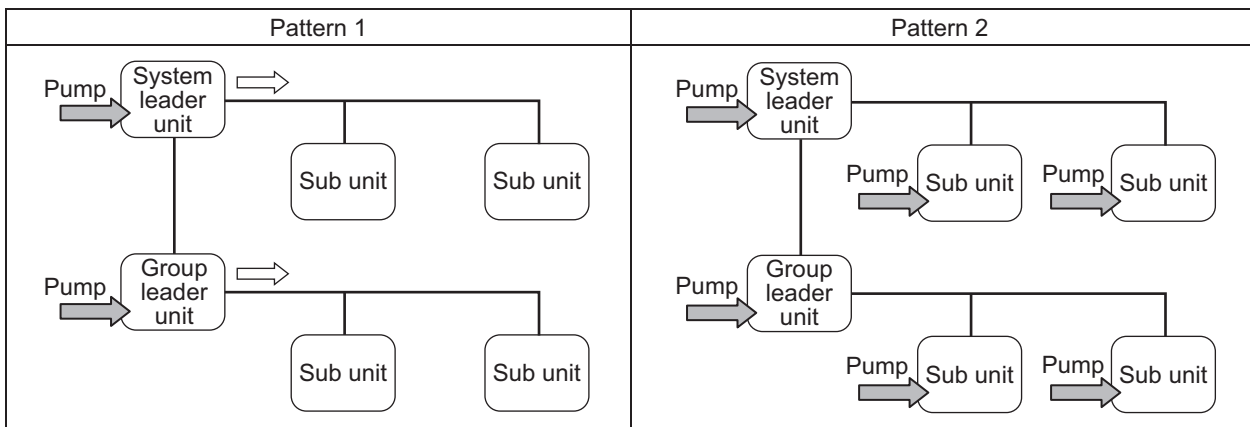 Pattern 1
Pattern 2
Pump
System
leader
unit
Sub unit
Sub unit
Pump
Group
leader
unit
Sub unit
Sub unit
Pump
System
leader
unit
Pump
Sub unit
Pump
Sub unit
Pump
Group
leader
unit
Pump
Sub unit
Pump
Sub unit